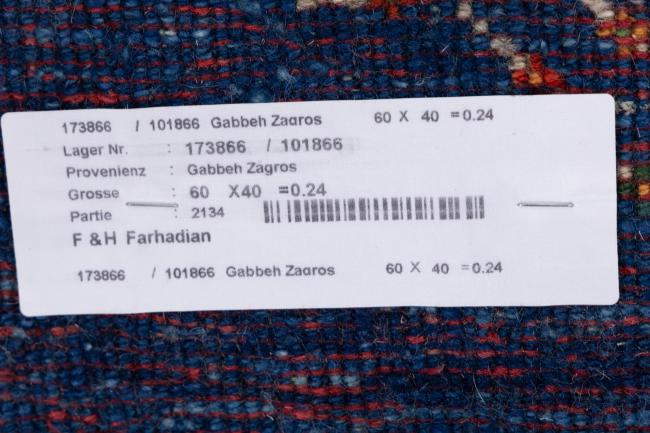 173866 / 101866 Gabbeh Zagros 60 X 40 =0.24
Lager Nr. : 173866 / 101866
Provenienz : Gabbeh Zagros
Grosse : 60 X40 =0.24
Partie : 2134
F &H Farhadian
173866 / 101866 Gabbeh Zagros 60 X 40 =0.24